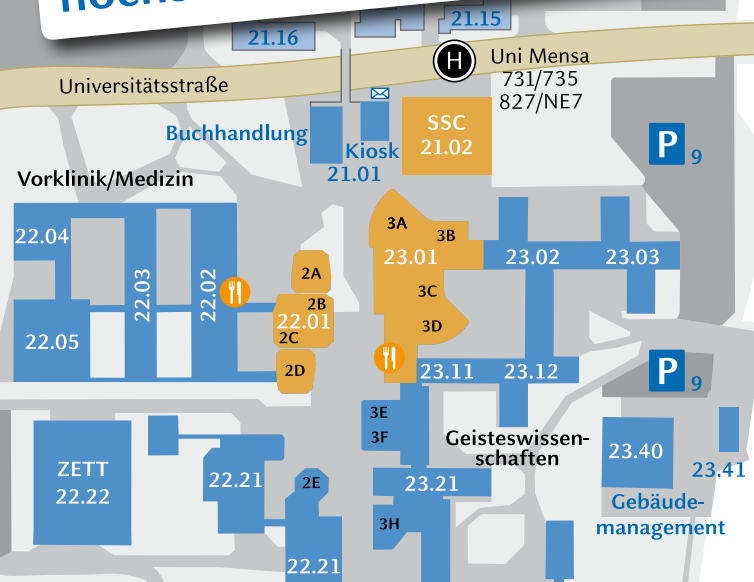 21.16
21.15
H
Uni Mensa
731/735
827/NE7
Universitätsstraße
SSC
21.02
Buchhandlung
Kiosk
21.01
P 9
Vorklinik/Medizin
22.04
22.03
22.02
22.05
2A
2B
22.01
2C
2D
3A
3B
23.01
3C
3D
23.02
23.03
23.11
23.12
P 9
3E
3F
Geisteswissen-
schaften
23.40
23.41
Gebäude-
management
ZETT
22.22
22.21
2E
22.21
23.21
3H